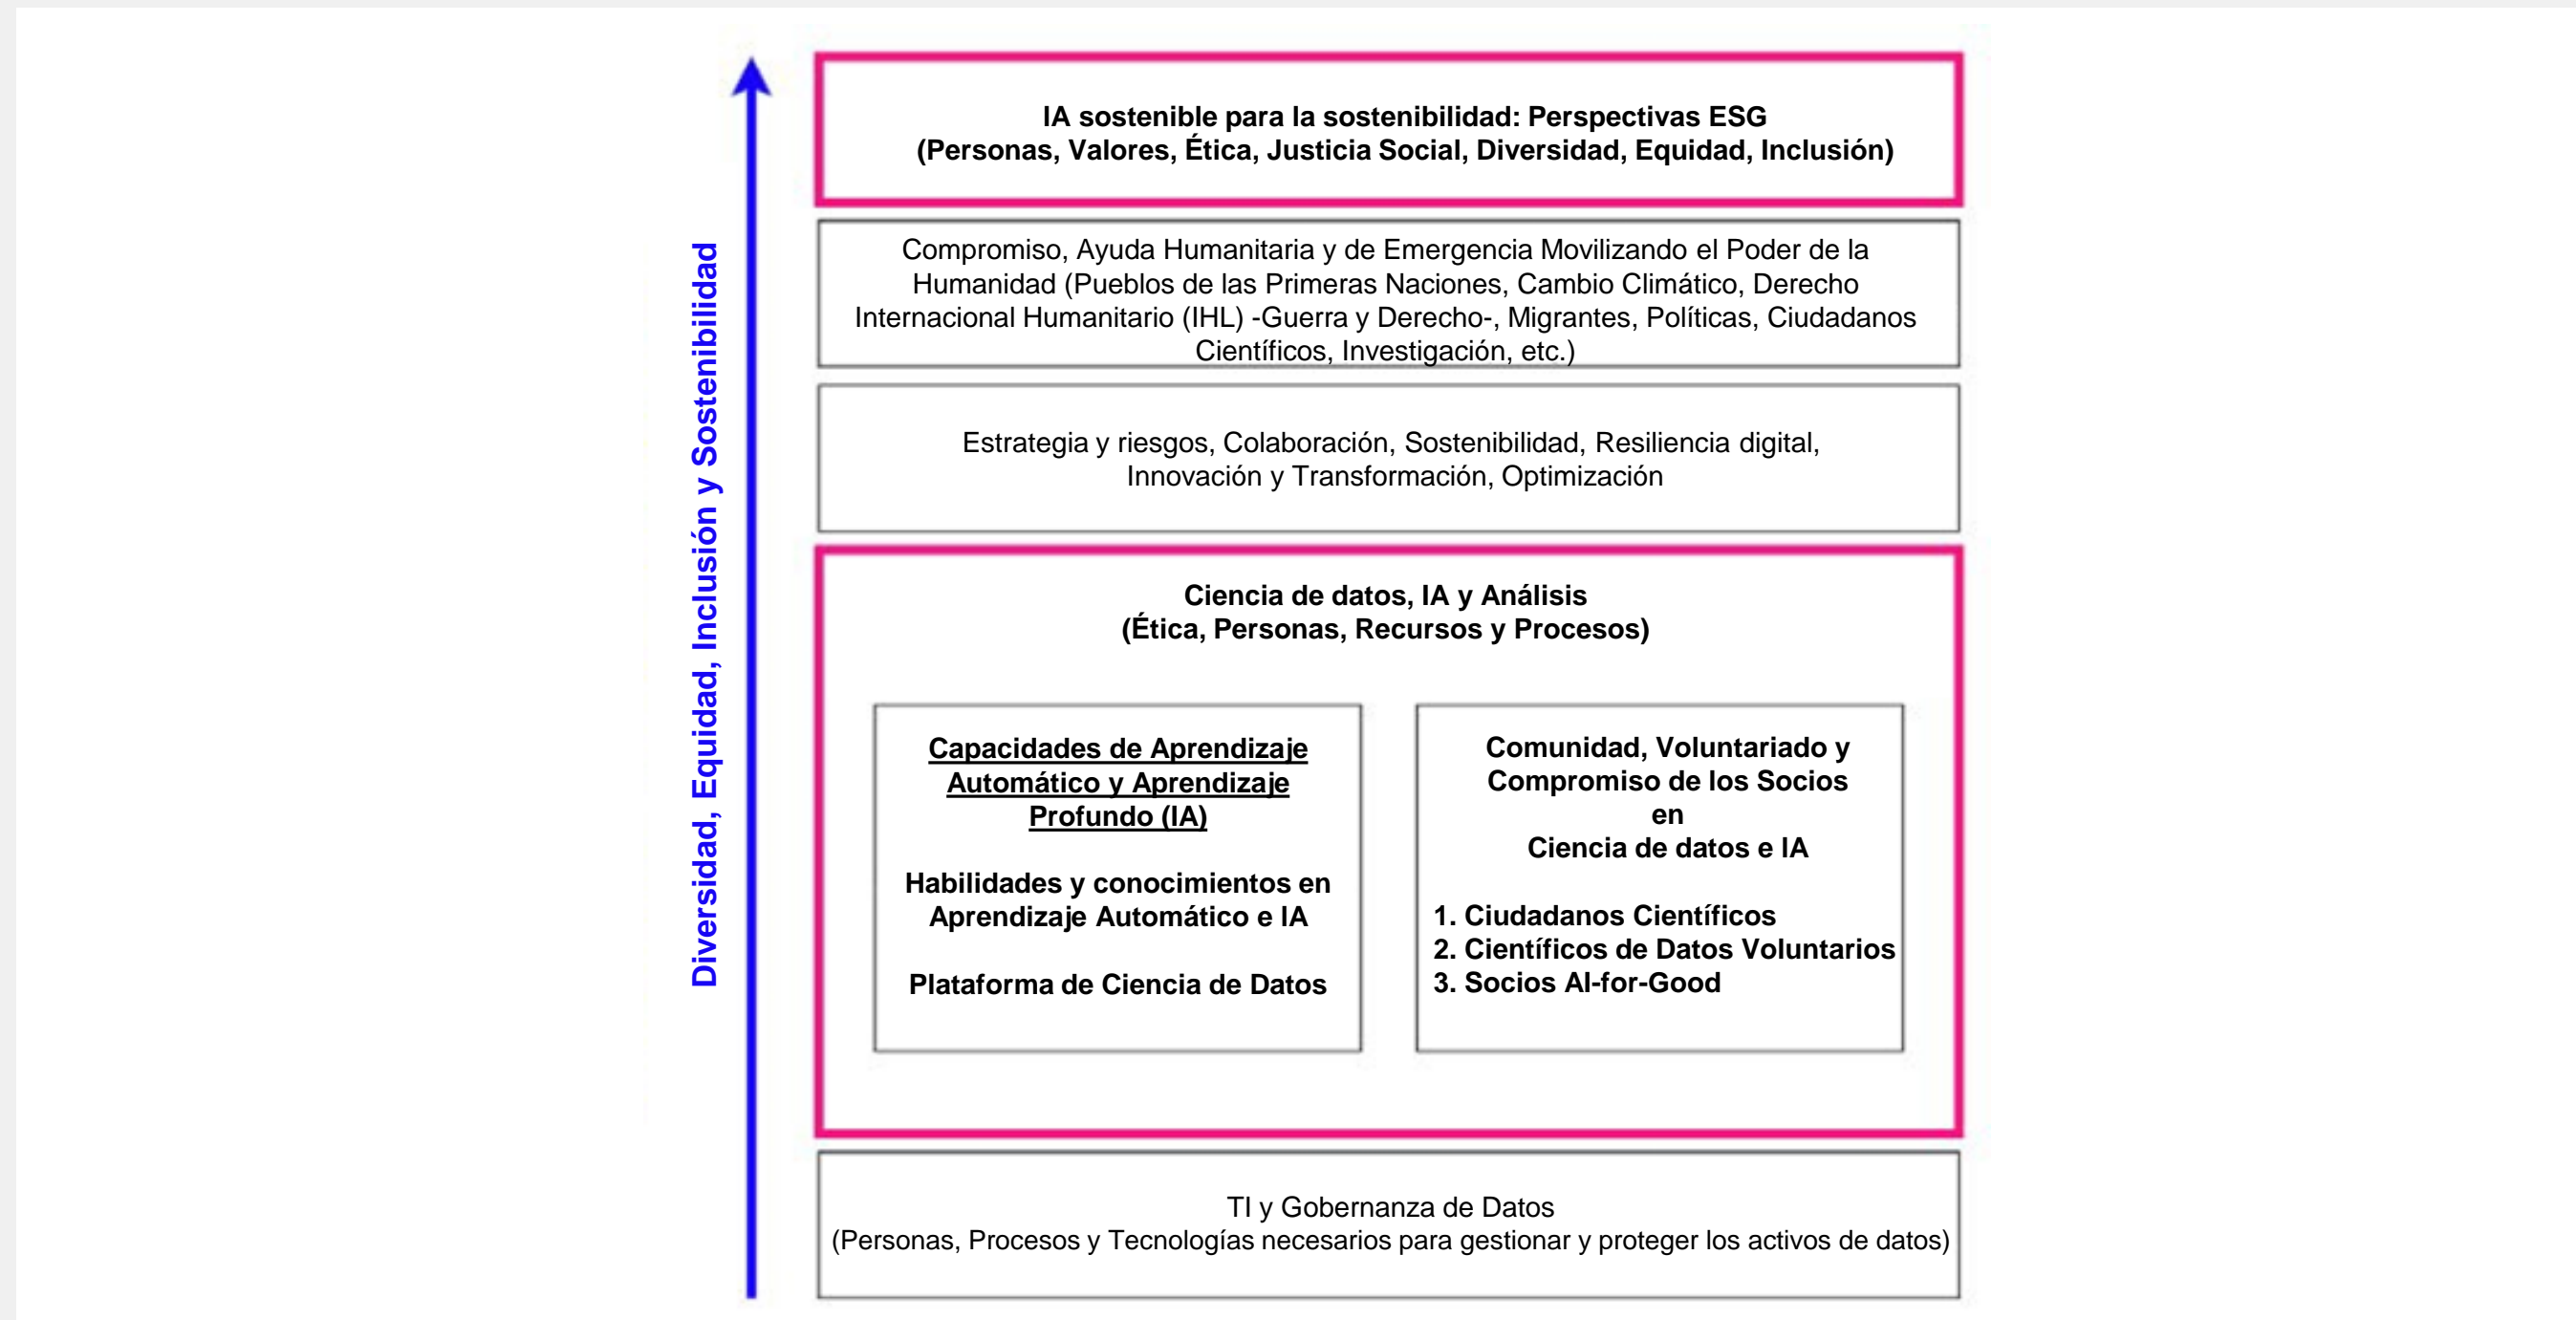 IA sostenible para la sostenibilidad: Perspectivas ESG
(Personas, Valores, Ética, Justicia Social, Diversidad, Equidad, Inclusión)
Compromiso, Ayuda Humanitaria y de Emergencia Movilizando el Poder de la
Humanidad (Pueblos de las Primeras Naciones, Cambio Climático, Derecho
Internacional Humanitario (IHL) -Guerra y Derecho-, Migrantes, Políticas, Ciudadanos
Científicos, Investigación, etc.)
Estrategia y riesgos, Colaboración, Sostenibilidad, Resiliencia digital,
Innovación y Transformación, Optimización
Diversidad, Equidad, Inclusión y Sostenibilidad
Ciencia de datos, IA y Análisis
(Ética, Personas, Recursos y Procesos)
Capacidades de Aprendizaje
Automático y Aprendizaje
Profundo (IA)
Habilidades y conocimientos en
Aprendizaje Automático e IA
Plataforma de Ciencia de Datos
Comunidad, Voluntariado y
Compromiso de los Socios
en
Ciencia de datos e IA
1. Ciudadanos Científicos
2. Científicos de Datos Voluntarios
3. Socios AI-for-Good
TI y Gobernanza de Datos
(Personas, Procesos y Tecnologías necesarios para gestionar y proteger los activos de datos)